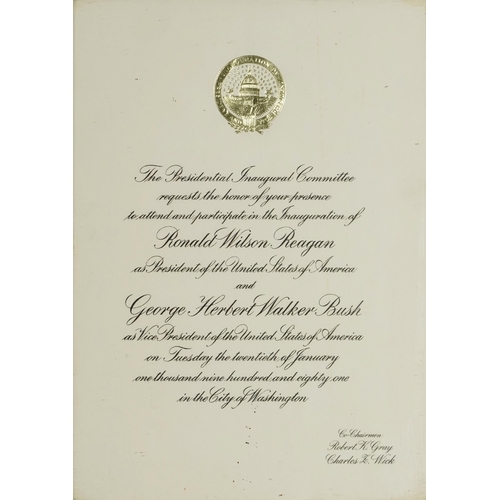 The Presidential Inaugural Committee
requests the honor of your presence
to attend and participate in the Inauguration of
Ronald Wilson Reagan
as President of the United States of America
and
George Herbert Walker Bush
as Vice President of the United States of America
on Tuesday the twentieth of January
one thousand nine hundred and eighty one
in the City of Washington
Co-Chairmen
Robert K. Gray
Charles Z. Wick